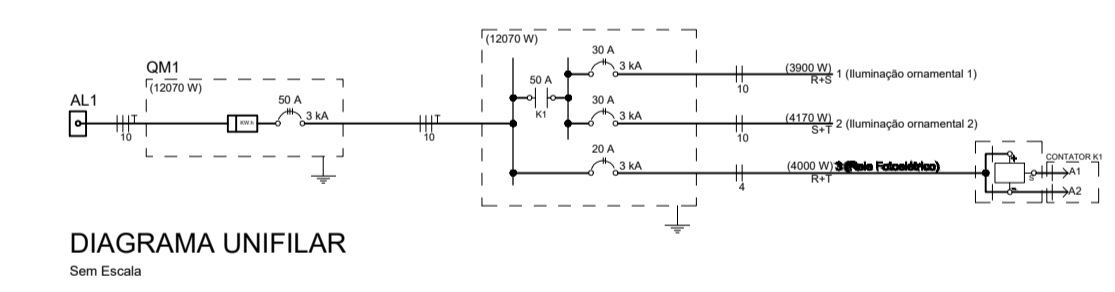 AL1
10
T
QM1
(12070 W)
KW.h
50 A
3 kA
10
T
(12070 W)
50 A
K1
30 A
3 kA
10
(3900 W)
R+S
1 (Iluminação ornamental 1)
30 A
3 kA
10
(4170 W)
S+T
2 (Iluminação ornamental 2)
20 A
3 kA
4
(4000 W)
R+T
3 (Rele Fotoelétrico)
+
-
S
CONTATOR K1
A1
A2
DIAGRAMA UNIFILAR
Sem Escala